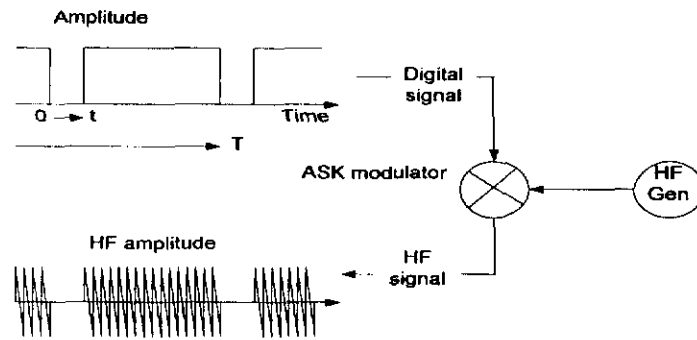 Amplitude
0
t
Time
T
Digital
signal
ASK modulator
HF
Gen
HF amplitude
HF
signal